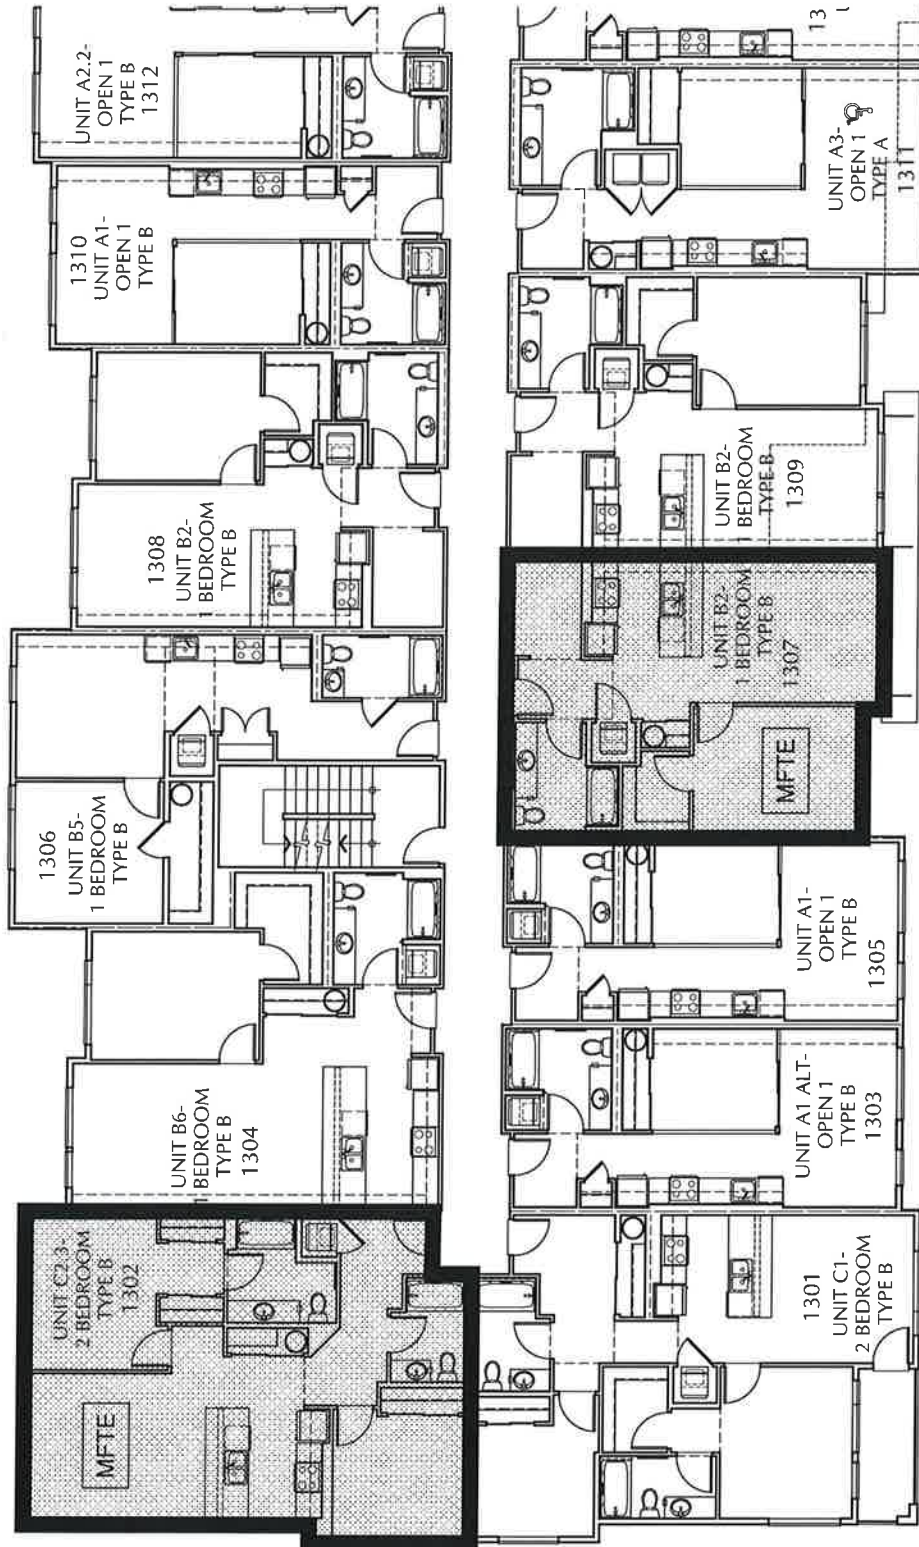 UNIT A2.2-
OPEN 1
TYPE B
1312
1310
UNIT A1-
OPEN 1
TYPE B
1308
UNIT B2-
1 BEDROOM
TYPE B
1306
UNIT B5-
1 BEDROOM
TYPE B
UNIT B6-
1 BEDROOM
TYPE B
1304
UNIT C2.3-
2 BEDROOM
TYPE B
1302
MFTE
13
UNIT A3-
OPEN 1
TYPE A
1311
UNIT B2-
1 BEDROOM
TYPE B
1309
UNIT B2-
1 BEDROOM
TYPE B
1307
MFTE
UNIT A1-
OPEN 1
TYPE B
1305
UNIT A1 ALT-
OPEN 1
TYPE B
1303
1301
UNIT C1-
2 BEDROOM
TYPE B